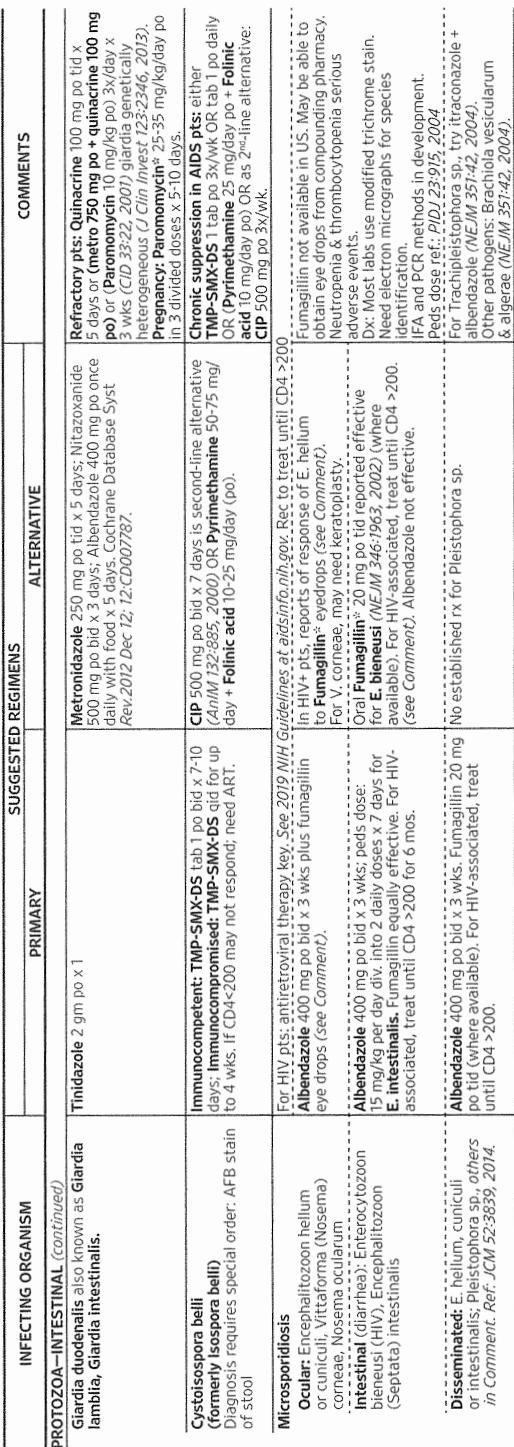 INFECTING ORGANISM
SUGGESTED REGIMENS
COMMENTS
PRIMARY
ALTERNATIVE
PROTOZOA—INTESTINAL (continued)
Giardia duodenalis also known as Giardia
lamblia, Giardia intestinalis.
Tinidazole 2 gm po x 1
Metronidazole 250 mg po tid x 5 days; Nitazoxanide
500 mg po bid x 3 days; Albendazole 400 mg po once
daily with food x 5 days. Cochrane Database Syst
Rev.2012 Dec 12; 12:CD007787.
Refractory pts: Quinacrine 100 mg po tid x
5 days or (metro 750 mg po + quinacrine 100 mg
po) or (Paromomycin 10 mg/kg po) 3x/day x
3 wks (CID 33:22, 2001) giardia genetically
heterogeneous (J Clin Invest 123:2346, 2013).
Pregnancy: Paromomycin* 25-35 mg/kg/day po
in 3 divided doses x 5-10 days.
Cystoisospora belli
(formerly Isospora belli)
Diagnosis requires special order: AFB stain
of stool
Immunocompetent: TMP-SMX-DS tab 1 po bid x 7-10
days; Immunocompromised: TMP-SMX-DS qid for up
to 4 wks. If CD4<200 may not respond; need ART.
CIP 500 mg po bid x 7 days is second-line alternative
(AnIM 132:885, 2000) OR Pyrimethamine 50-75 mg/
day + Folinic acid 10-25 mg/day (po).
Chronic suppression in AIDS pts: either
TMP-SMX-DS 1 tab po 3x/wk OR tab 1 po daily
OR (Pyrimethamine 25 mg/day po + Folinic
acid 10 mg/day po) OR as 2nd-line alternative:
CIP 500 mg po 3x/wk.
Microsporidiosis
For HIV pts: antiretroviral therapy key. See 2019 NIH Guidelines at aidsinfo.nih.gov. Rec to treat until CD4 >200
Ocular: Encephalitozoon hellum
or cuniculi, Vittaforma (Nosema)
corneae, Nosema ocularum
Albendazole 400 mg po bid x 3 wks plus fumagillin
eye drops (see Comment).
In HIV+ pts, reports of response of E. hellum
to Fumagillin* eyedrops (see Comment).
For V. corneae, may need keratoplasty.
Fumagillin not available in US. May be able to
obtain eye drops from compounding pharmacy.
Neutropenia & thrombocytopenia serious
adverse events.
Dx: Most labs use modified trichrome stain.
Need electron micrographs for species
identification.
IFA and PCR methods in development.
Peds dose ref.: PIDJ 23:915, 2004
Intestinal (diarrhea): Enterocytozoon
bieneusi (HIV), Encephalitozoon
(Septata) intestinalis
Albendazole 400 mg po bid x 3 wks; peds dose:
15 mg/kg per day div. into 2 daily doses x 7 days for
E. intestinalis. Fumagillin equally effective. For HIV-
associated, treat until CD4 >200 for 6 mos.
Oral Fumagillin* 20 mg po tid reported effective
for E. bieneusi (NEJM 346:1963, 2002) (where
available). For HIV-associated, treat until CD4 >200.
(see Comment). Albendazole not effective.
Disseminated: E. hellum, cuniculi
or intestinalis; Pleistophora sp., others
in Comment. Ref: JCM 52:3839, 2014.
Albendazole 400 mg po bid x 3 wks. Fumagillin 20 mg
po tid (where available). For HIV-associated, treat
until CD4 >200.
No established rx for Pleistophora sp.
For Trachipleistophora sp., try itraconazole +
albendazole (NEJM 351:42, 2004).
Other pathogens: Brachiola vesicularum
& algerae (NEJM 351:42, 2004).